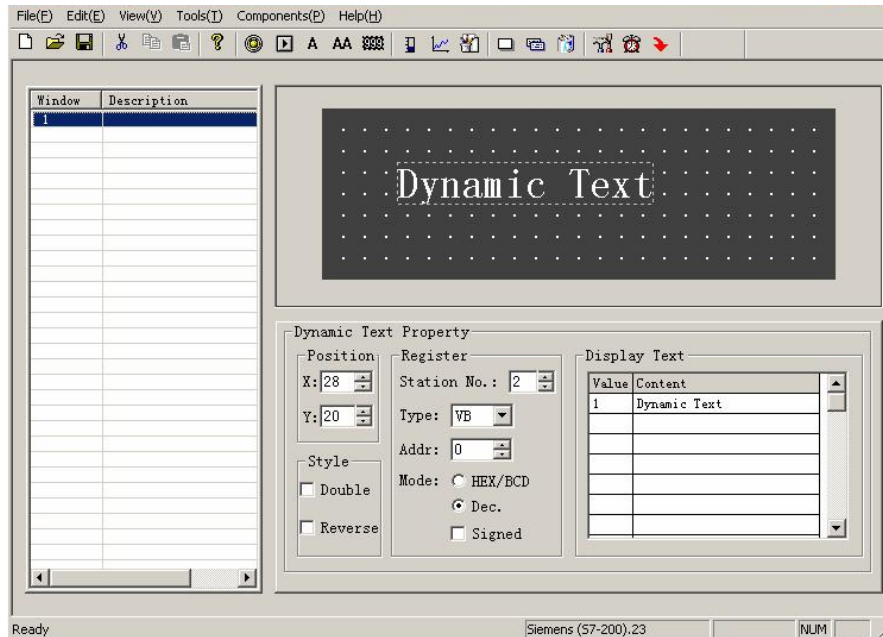 File(F) Edit(E) View(V) Tools(T) Components(P) Help(H)
A AA
Window Description
1
Dynamic Text
Dynamic Text Property
Position
X: 28
Y: 20
Style
Double
Reverse
Register
Station No.: 2
Type: VB
Addr: 0
Mode: HEX/BCD
Dec.
Signed
Display Text
Value Content
1 Dynamic Text
Ready Siemens (S7-200).23 NUM